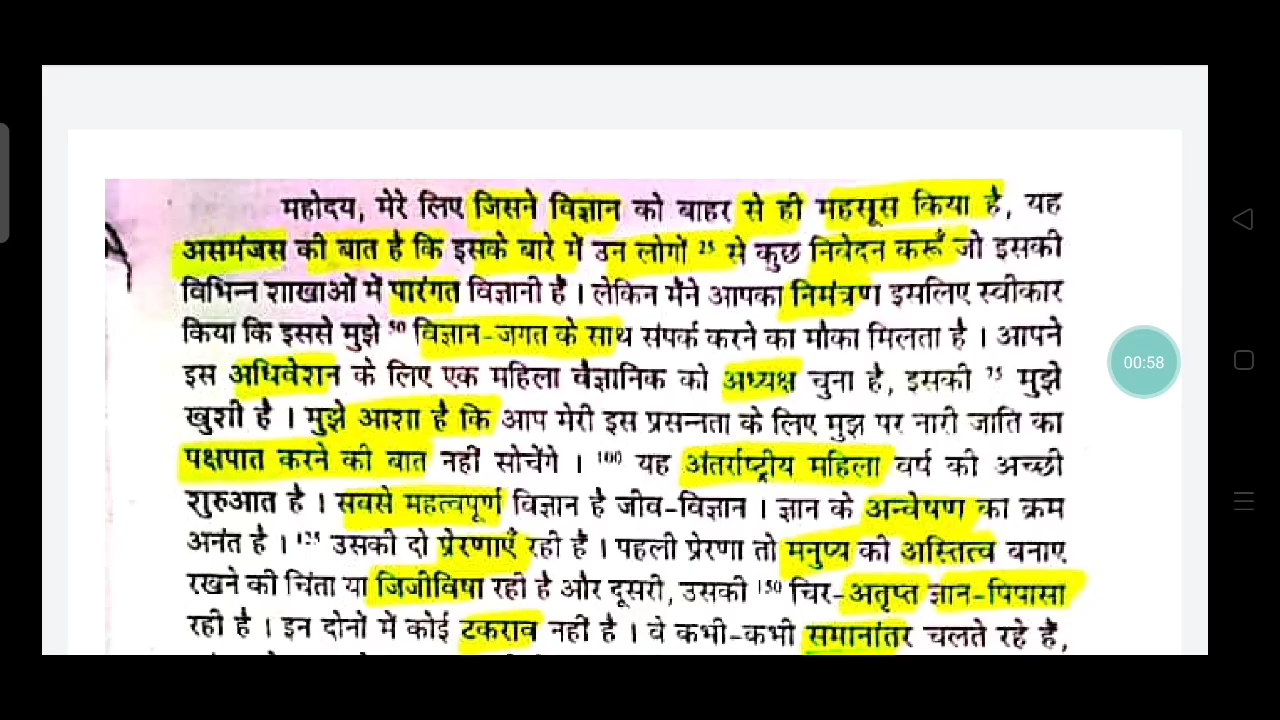 महोदय, मेरे लिए जिसने विज्ञान को बाहर से ही महसूस किया है, यह
असमंजस की बात है कि इसके बारे में उन लोगों 25 से कुछ निवेदन करूँ जो इसकी
विभिन्न शाखाओं में पारंगत विज्ञानी हैं । लेकिन मैंने आपका निमंत्रण इसलिए स्वीकार
किया कि इससे मुझे 50 विज्ञान-जगत के साथ संपर्क करने का मौका मिलता है । आपने
इस अधिवेशन के लिए एक महिला वैज्ञानिक को अध्यक्ष चुना है, इसकी 75 मुझे
खुशी है । मुझे आशा है कि आप मेरी इस प्रसन्नता के लिए मुझ पर नारी जाति का
पक्षपात करने की बात नहीं सोचेंगे । 100 यह अंतर्राष्ट्रीय महिला वर्ष की अच्छी
शुरुआत है । सबसे महत्वपूर्ण विज्ञान है जीव-विज्ञान । ज्ञान के अन्वेषण का क्रम
अनंत है । 125 उसकी दो प्रेरणाएँ रही हैं । पहली प्रेरणा तो मनुष्य की अस्तित्व बनाए
रखने की चिंता या जिजीविषा रही है और दूसरी, उसकी 150 चिर-अतृप्त ज्ञान-पिपासा
रही है । इन दोनों में कोई टकराव नहीं है । वे कभी-कभी समानांतर चलते रहे हैं,
00:58